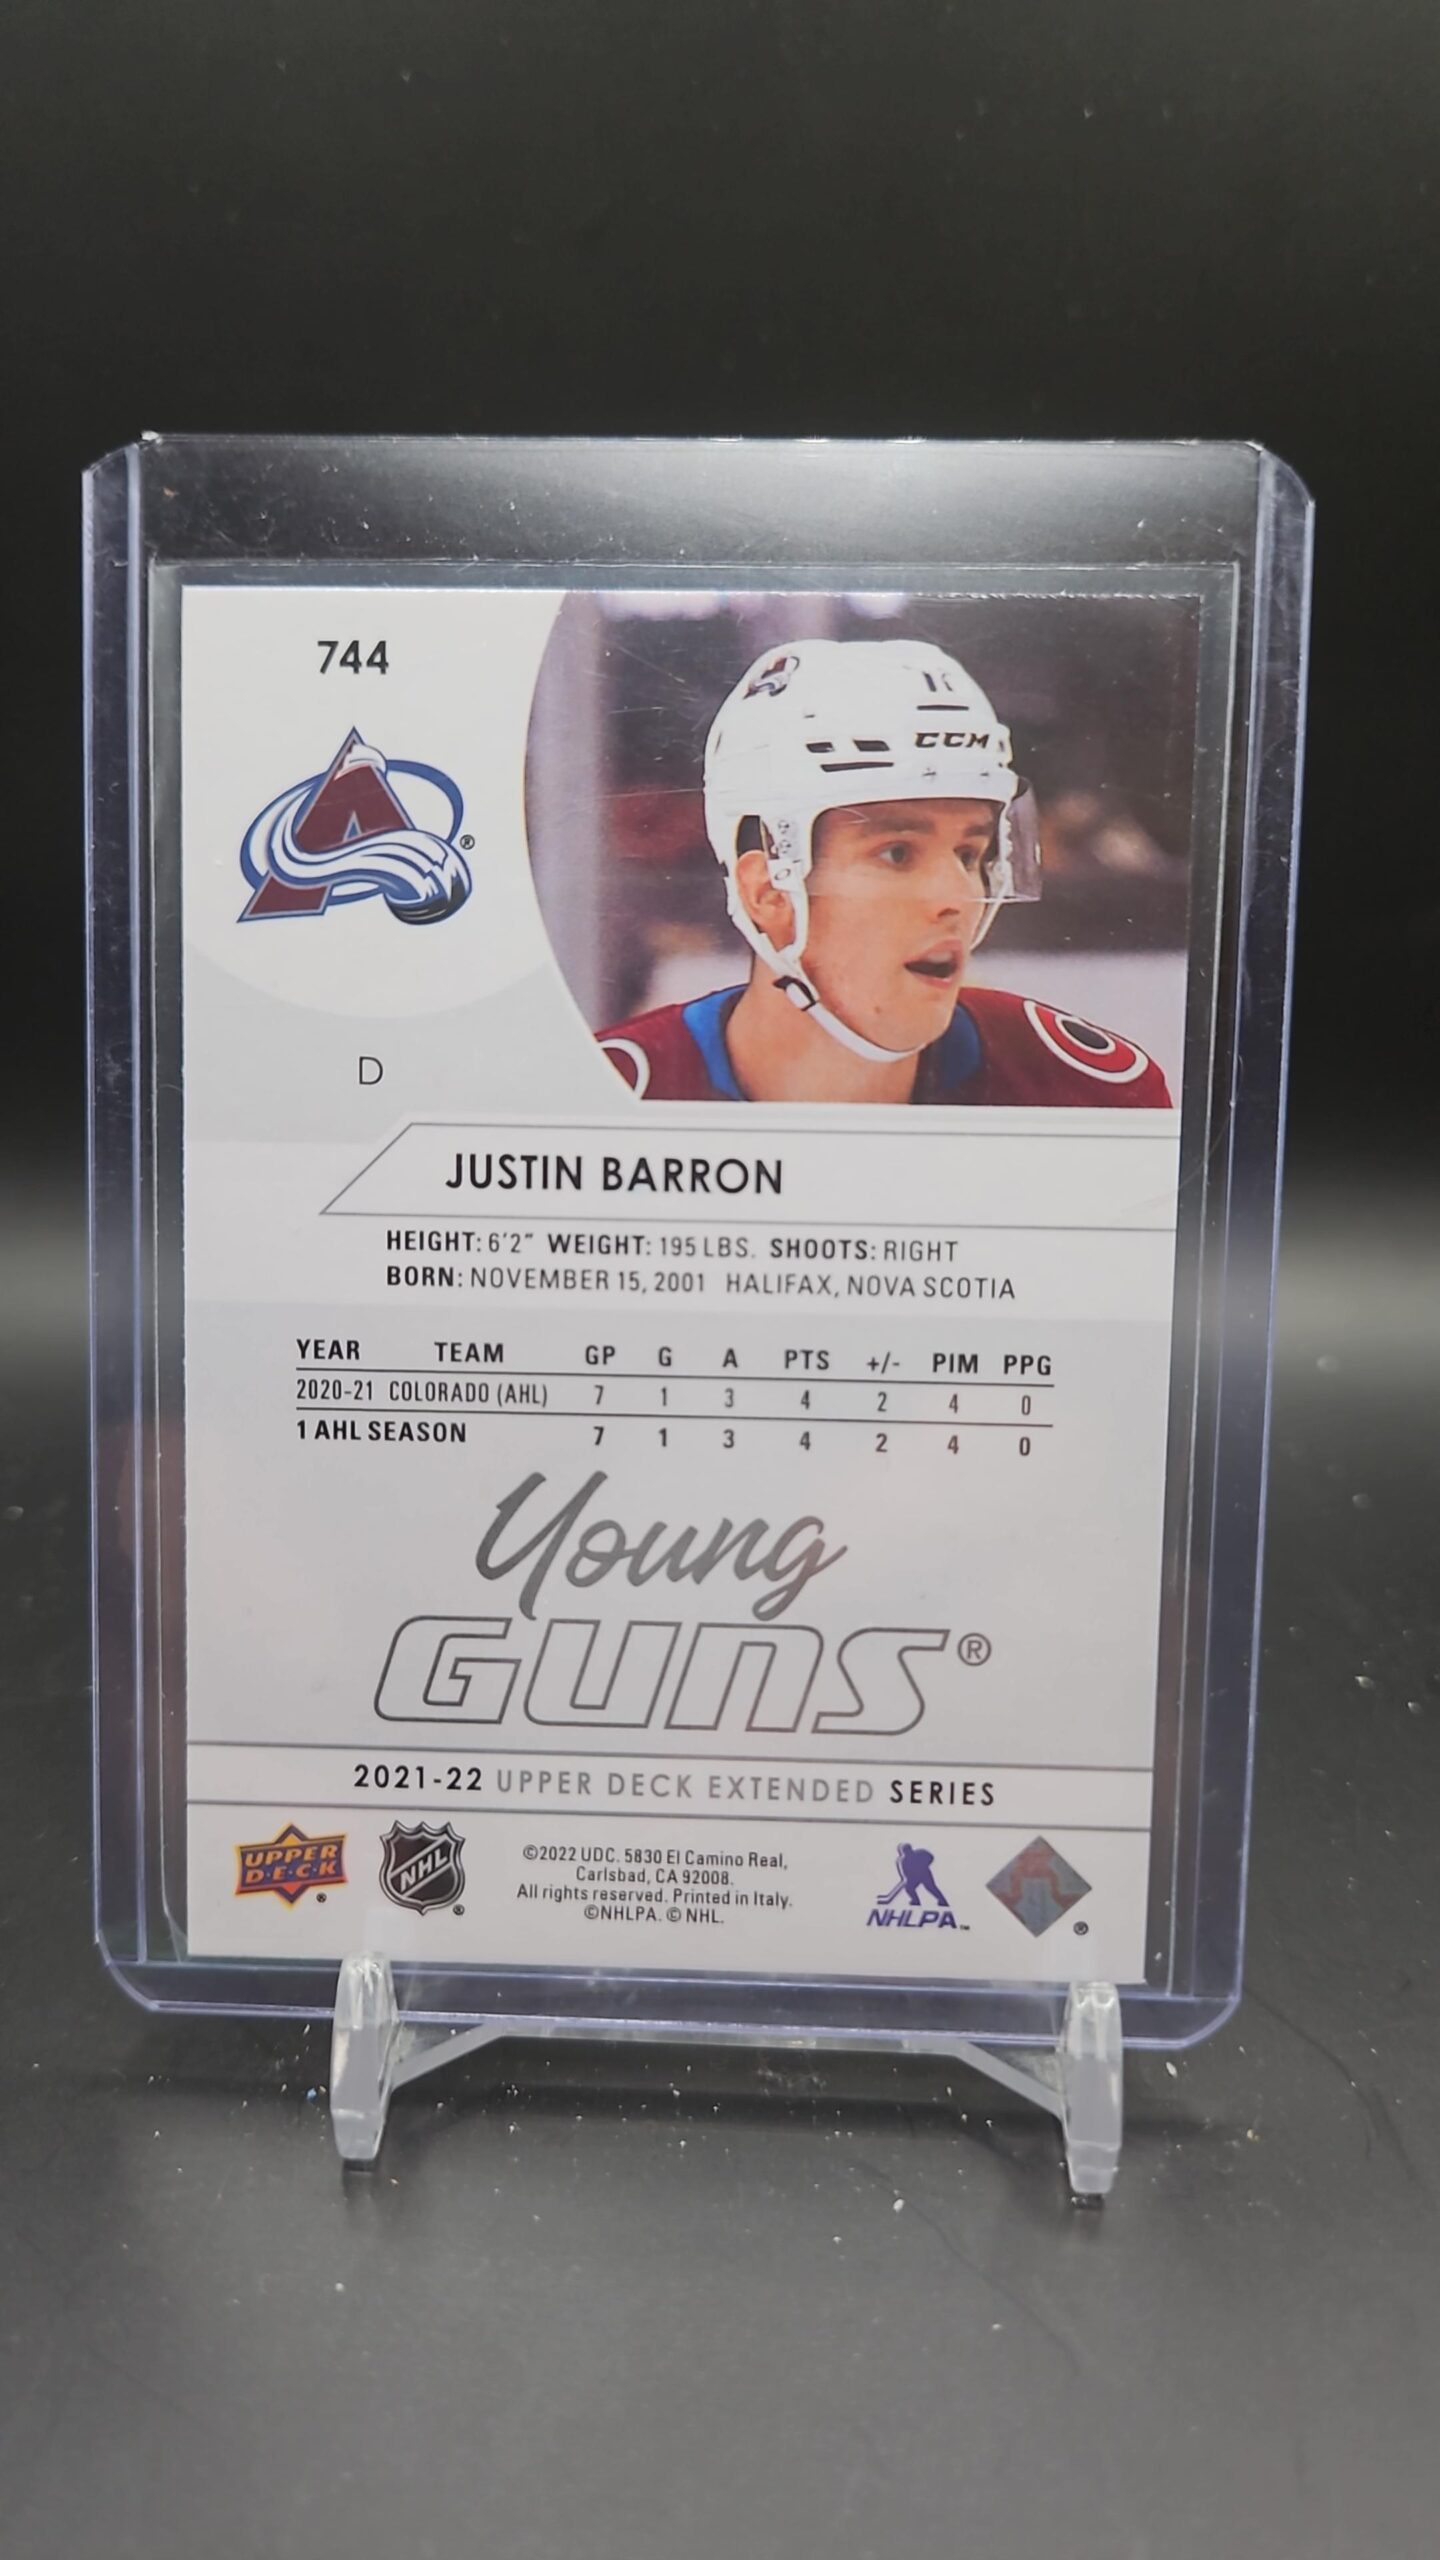 744
CCM
®
D
JUSTIN BARRON
HEIGHT: 6'2" WEIGHT: 195 LBS. SHOOTS: RIGHT
BORN: NOVEMBER 15, 2001 HALIFAX, NOVA SCOTIA
YEAR TEAM GP G A PTS +/- PIM PPG
2020-21 COLORADO (AHL) 7 1 3 4 2 4 0
1 AHL SEASON 7 1 3 4 2 4 0
Young
GUNS®
2021-22 UPPER DECK EXTENDED SERIES
UPPER
D·E·C·K
®
NHL
®
©2022 UDC. 5830 El Camino Real,
Carlsbad, CA 92008.
All rights reserved. Printed in Italy.
©NHLPA. © NHL.
NHLPA™
®